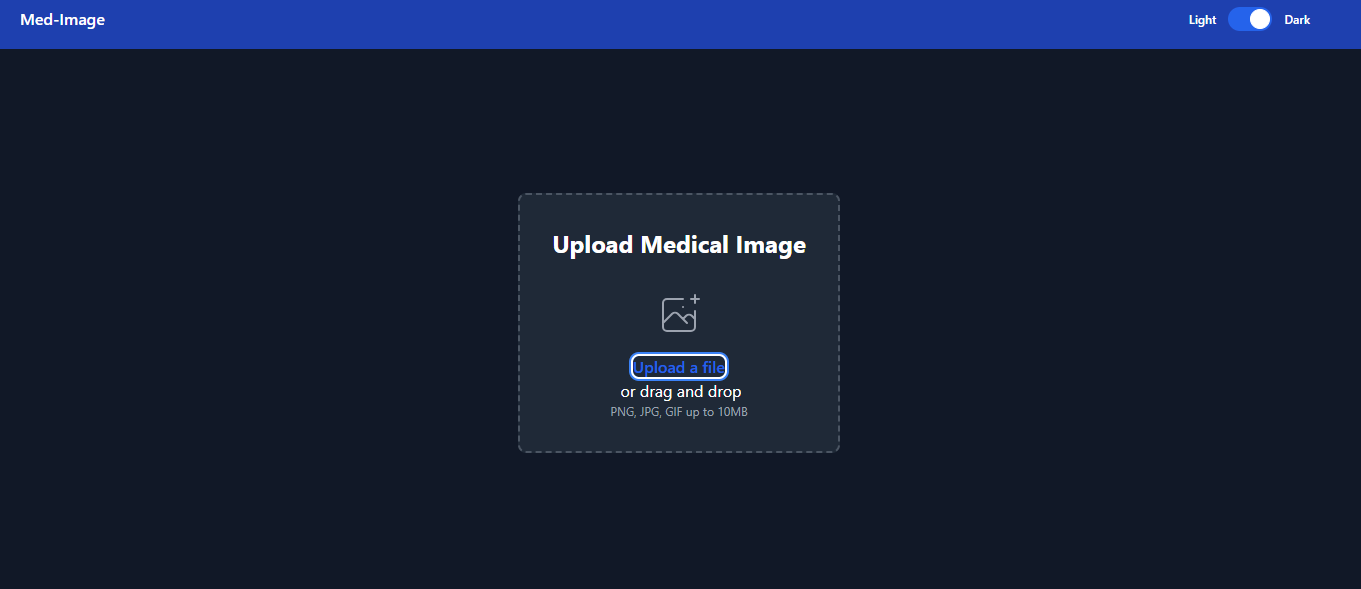 Med-Image
Light Dark
Upload Medical Image
Upload a file
or drag and drop
PNG, JPG, GIF up to 10MB